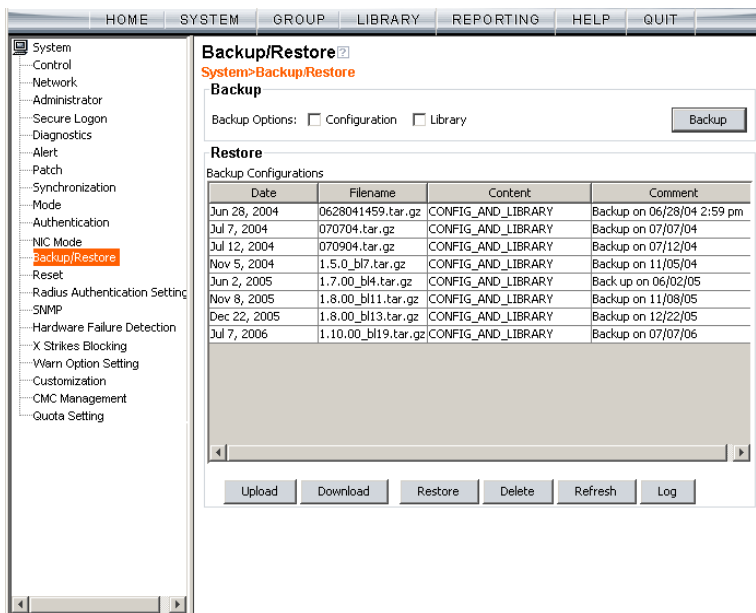 HOME SYSTEM GROUP LIBRARY REPORTING HELP QUIT
System
Control
Network
Administrator
Secure Logon
Diagnostics
Alert
Patch
Synchronization
Mode
Authentication
NIC Mode
Backup/Restore
Reset
Radius Authentication Setting
SNMP
Hardware Failure Detection
X Strikes Blocking
Warn Option Setting
Customization
CMC Management
Quota Setting
Backup/Restore ?
System>Backup/Restore
Backup
Backup Options: Configuration Library Backup
Restore
Backup Configurations
Date Filename Content Comment
Jun 28, 2004 0628041459.tar.gz CONFIG_AND_LIBRARY Backup on 06/28/04 2:59 pm
Jul 7, 2004 070704.tar.gz CONFIG_AND_LIBRARY Backup on 07/07/04
Jul 12, 2004 070904.tar.gz CONFIG_AND_LIBRARY Backup on 07/12/04
Nov 5, 2004 1.5.0_bl7.tar.gz CONFIG_AND_LIBRARY Backup on 11/05/04
Jun 2, 2005 1.7.00_bl4.tar.gz CONFIG_AND_LIBRARY Back up on 06/02/05
Nov 8, 2005 1.8.00_bl11.tar.gz CONFIG_AND_LIBRARY Backup on 11/08/05
Dec 22, 2005 1.8.00_bl13.tar.gz CONFIG_AND_LIBRARY Backup on 12/22/05
Jul 7, 2006 1.10.00_bl19.tar.gz CONFIG_AND_LIBRARY Backup on 07/07/06
Upload Download Restore Delete Refresh Log